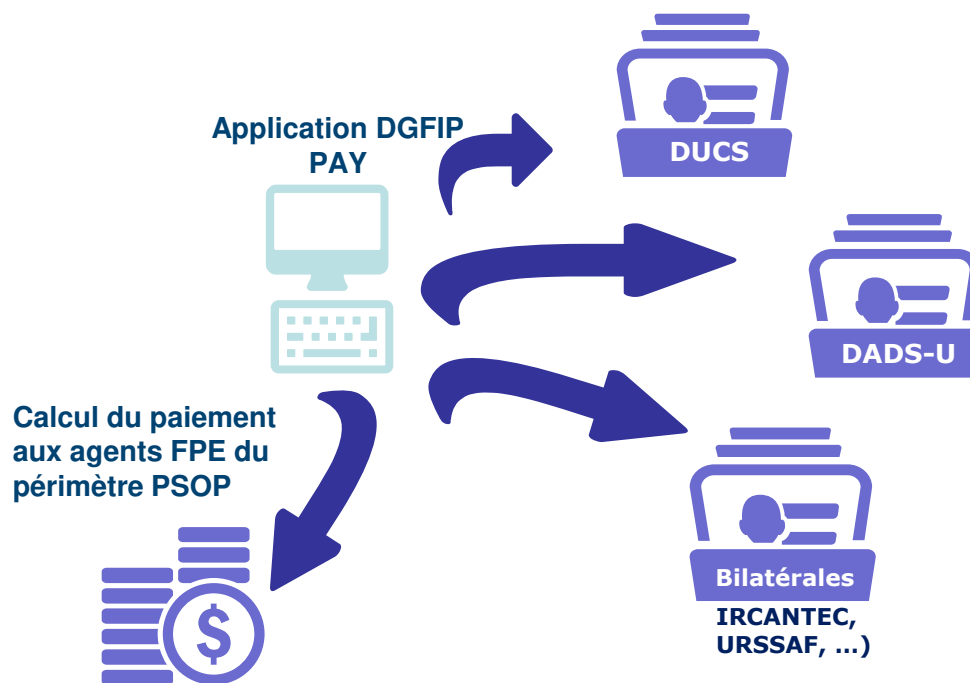 Application DGFIP
PAY
DUCS
DADS-U
Calcul du paiement
aux agents FPE du
périmètre PSOP
$
Bilatérales
IRCANTEC,
URSSAF, ...)